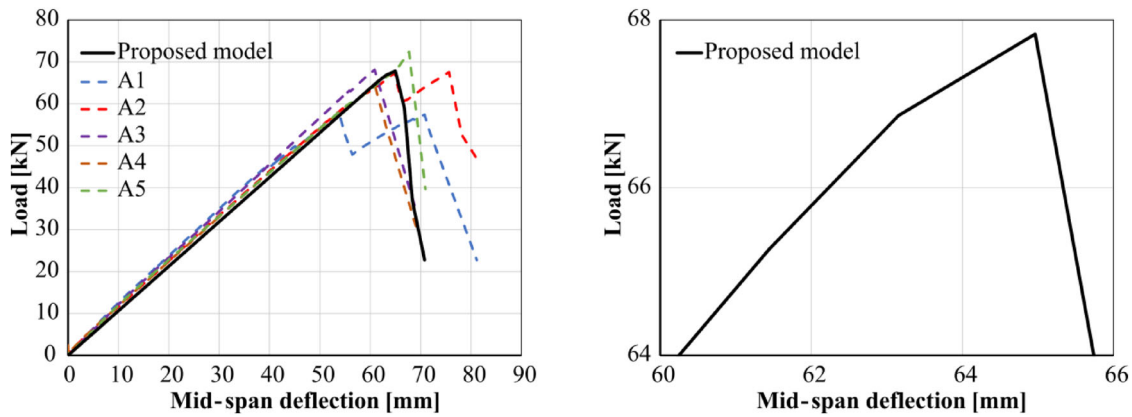 80
70
60
50
40
30
20
10
0
Load [kN]
Proposed model
A1
A2
A3
A4
A5
0 10 20 30 40 50 60 70 80 90
Mid-span deflection [mm]
68
66
64
Load [kN]
Proposed model
60 62 64 66
Mid-span deflection [mm]